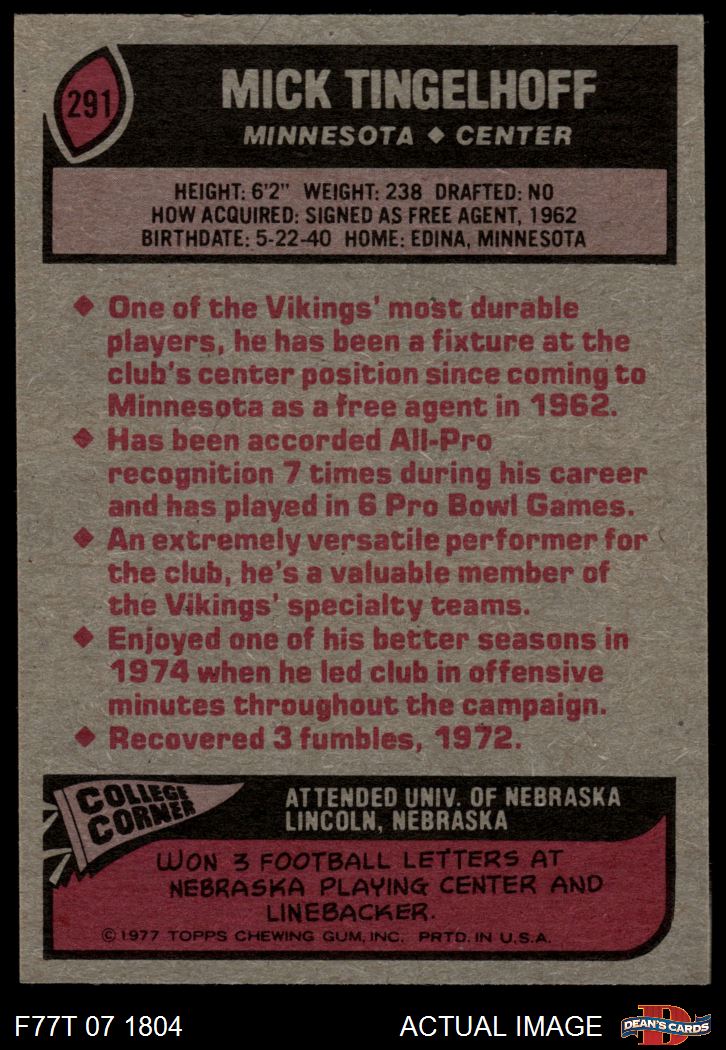 291
MICK TINGELHOFF
MINNESOTA ♦ CENTER
HEIGHT: 6'2" WEIGHT: 238 DRAFTED: NO
HOW ACQUIRED: SIGNED AS FREE AGENT, 1962
BIRTHDATE: 5-22-40 HOME: EDINA, MINNESOTA
♦ One of the Vikings' most durable
players, he has been a fixture at the
club's center position since coming to
Minnesota as a free agent in 1962.
♦ Has been accorded All-Pro
recognition 7 times during his career
and has played in 6 Pro Bowl Games.
♦ An extremely versatile performer for
the club, he's a valuable member of
the Vikings' specialty teams.
♦ Enjoyed one of his better seasons in
1974 when he led club in offensive
minutes throughout the campaign.
♦ Recovered 3 fumbles, 1972.
COLLEGE
CORNER
ATTENDED UNIV. OF NEBRASKA
LINCOLN, NEBRASKA
WON 3 FOOTBALL LETTERS AT
NEBRASKA PLAYING CENTER AND
LINEBACKER.
©1977 TOPPS CHEWING GUM, INC. PRTD. IN U.S.A.
F77T 07 1804
ACTUAL IMAGE
D
DEAN'S CARDS